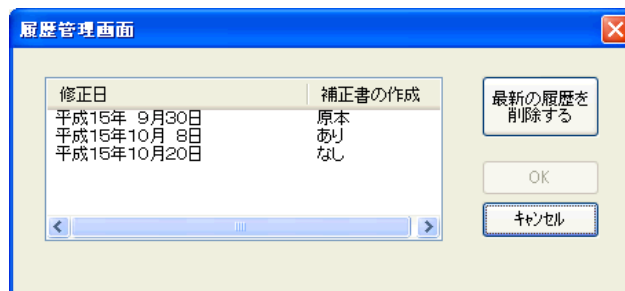 履歴管理画面
修正日 補正書の作成
平成15年 9月30日 原本
平成15年10月 8日 あり
平成15年10月20日 なし
最新の履歴を
削除する
OK
キャンセル